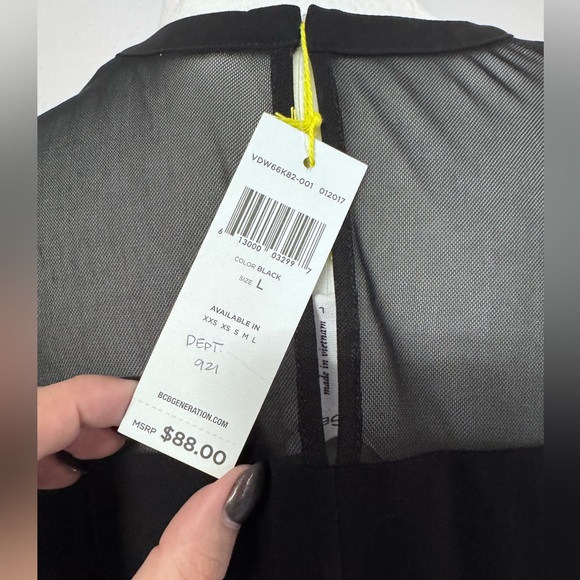 VDW66K82-001 012017
6 13000 03299 7
COLOR BLACK
SIZE L
AVAILABLE IN
XXS XS S M L
DEPT.
921
BCBGENERATION.COM
MSRP $88.00
L
made in vietnam